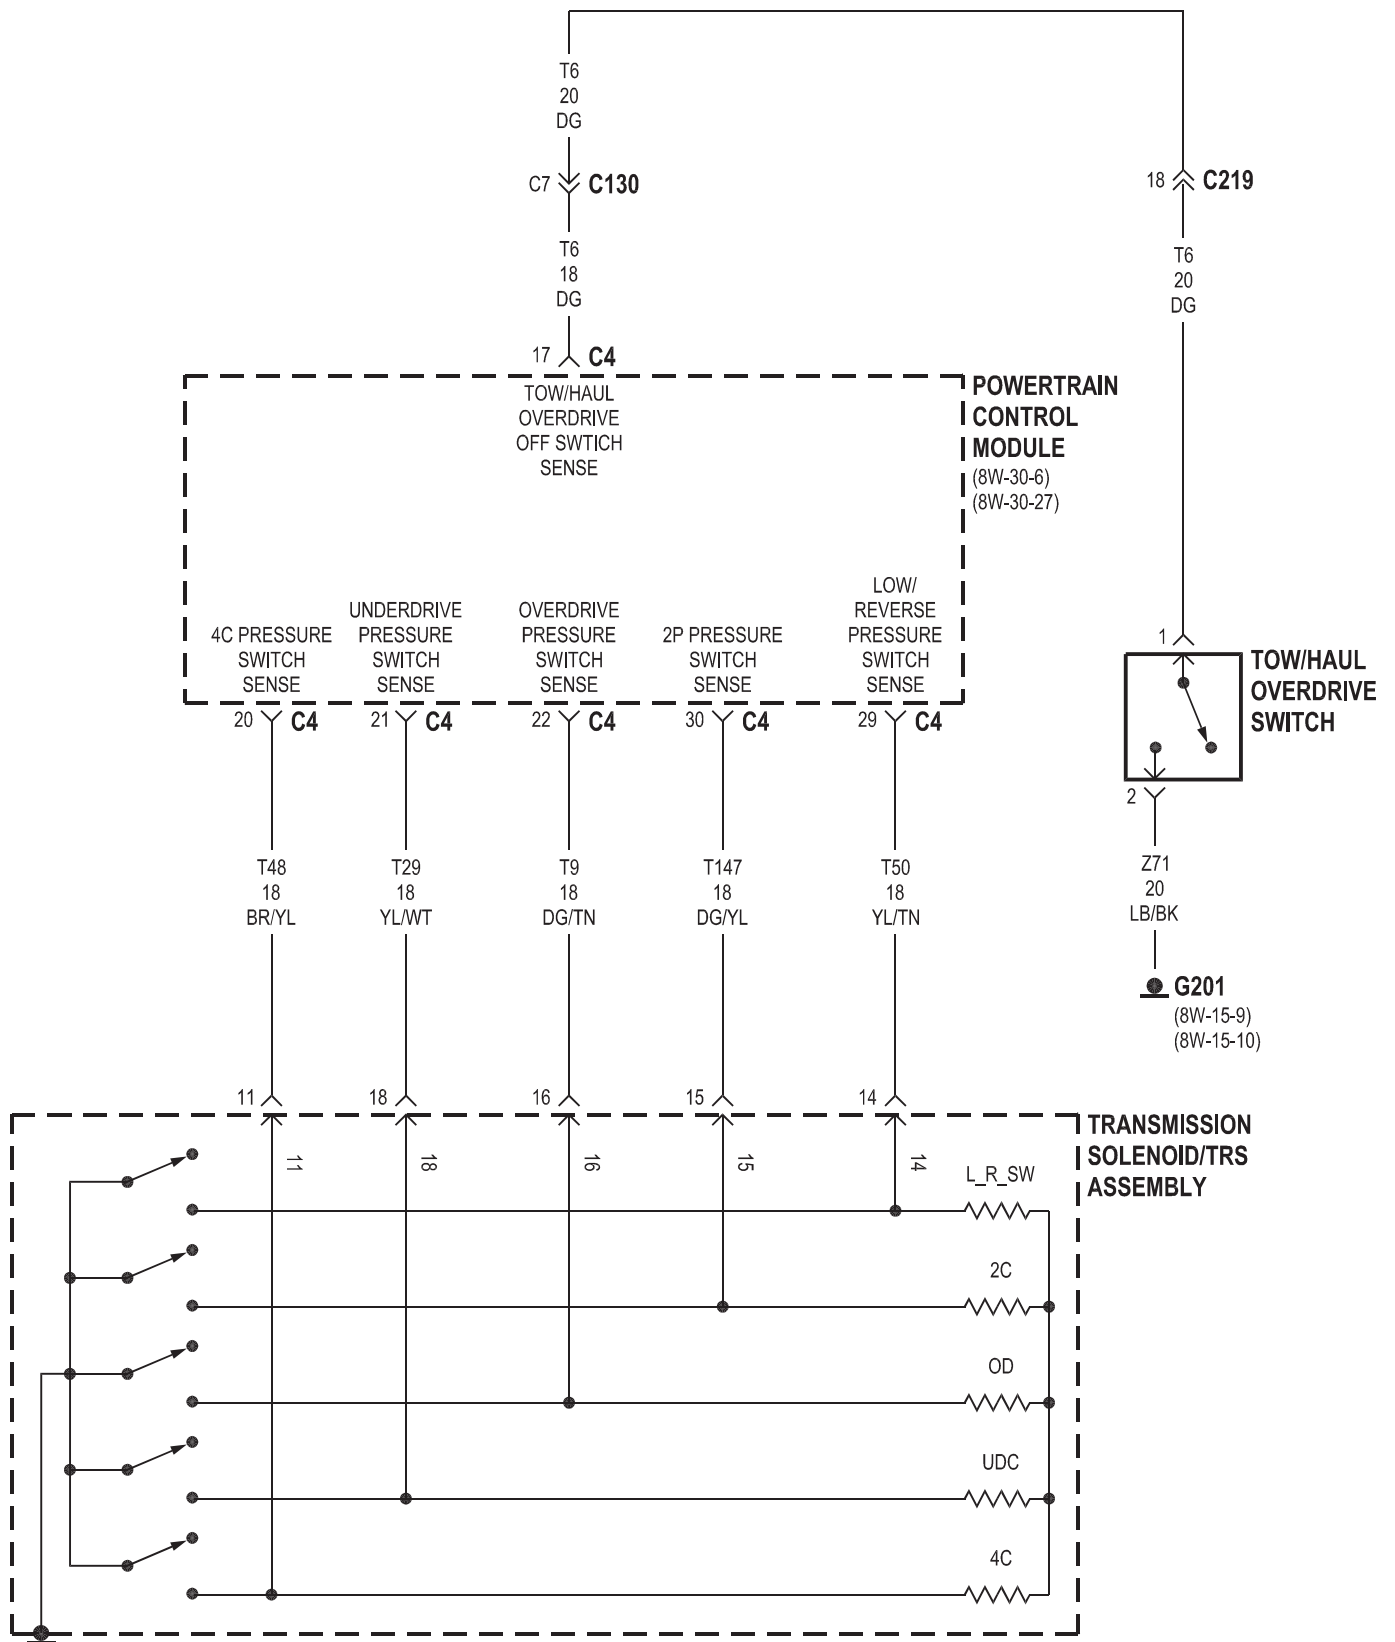 T6
20
DG
C7 C130
18 C219
T6
18
DG
T6
20
DG
17 C4
TOW/HAUL
OVERDRIVE
OFF SWTICH
SENSE
POWERTRAIN
CONTROL
MODULE
(8W-30-6)
(8W-30-27)
4C PRESSURE
SWITCH
SENSE
UNDERDRIVE
PRESSURE
SWITCH
SENSE
OVERDRIVE
PRESSURE
SWITCH
SENSE
2P PRESSURE
SWITCH
SENSE
LOW/
REVERSE
PRESSURE
SWITCH
SENSE
1
TOW/HAUL
OVERDRIVE
SWITCH
2
20 C4
21 C4
22 C4
30 C4
29 C4
T48
18
BR/YL
T29
18
YL/WT
T9
18
DG/TN
T147
18
DG/YL
T50
18
YL/TN
Z71
20
LB/BK
G201
(8W-15-9)
(8W-15-10)
11
18
16
15
14
TRANSMISSION
SOLENOID/TRS
ASSEMBLY
11
18
16
15
14
L_R_SW
2C
OD
UDC
4C